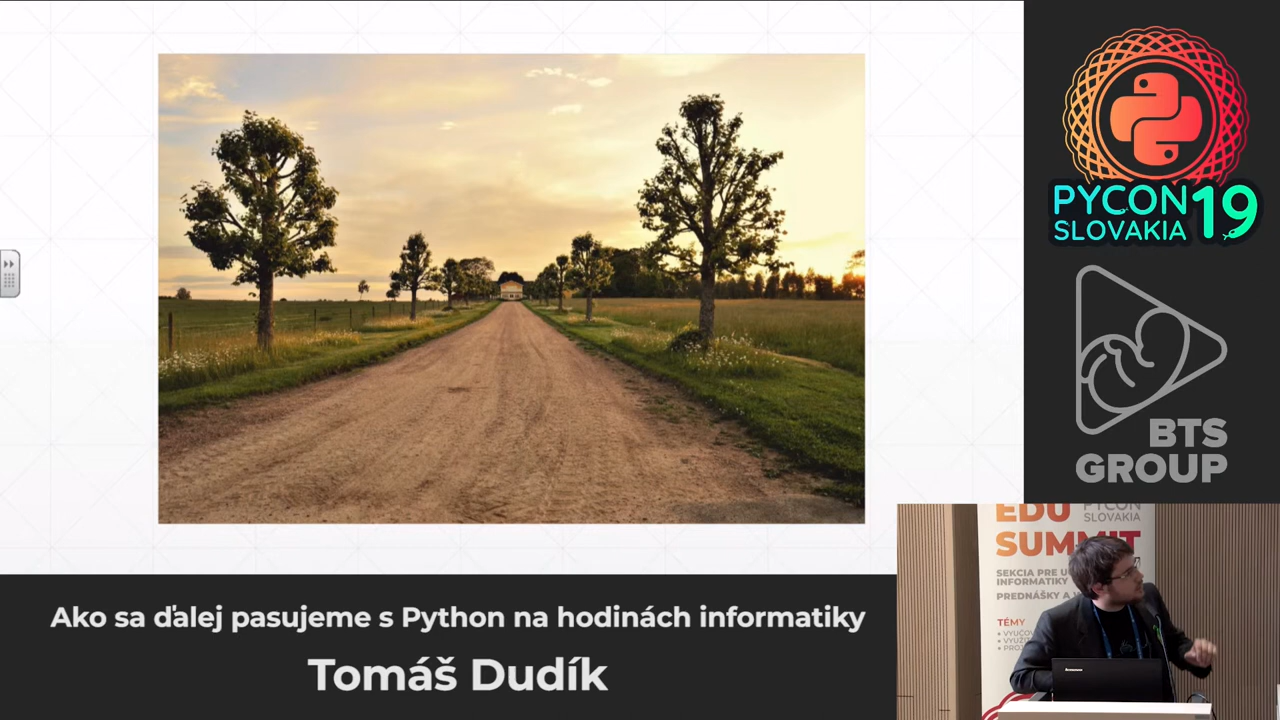 PYCON 19
SLOVAKIA
BTS
GROUP
EDU PYCON
SLOVAKIA
SUMMIT
SEKCIA PRE
INFORMATIKY
PREDNÁŠKY A
TÉMY
Lenovo
Ako sa ďalej pasujeme s Python na hodinách informatiky
Tomáš Dudík